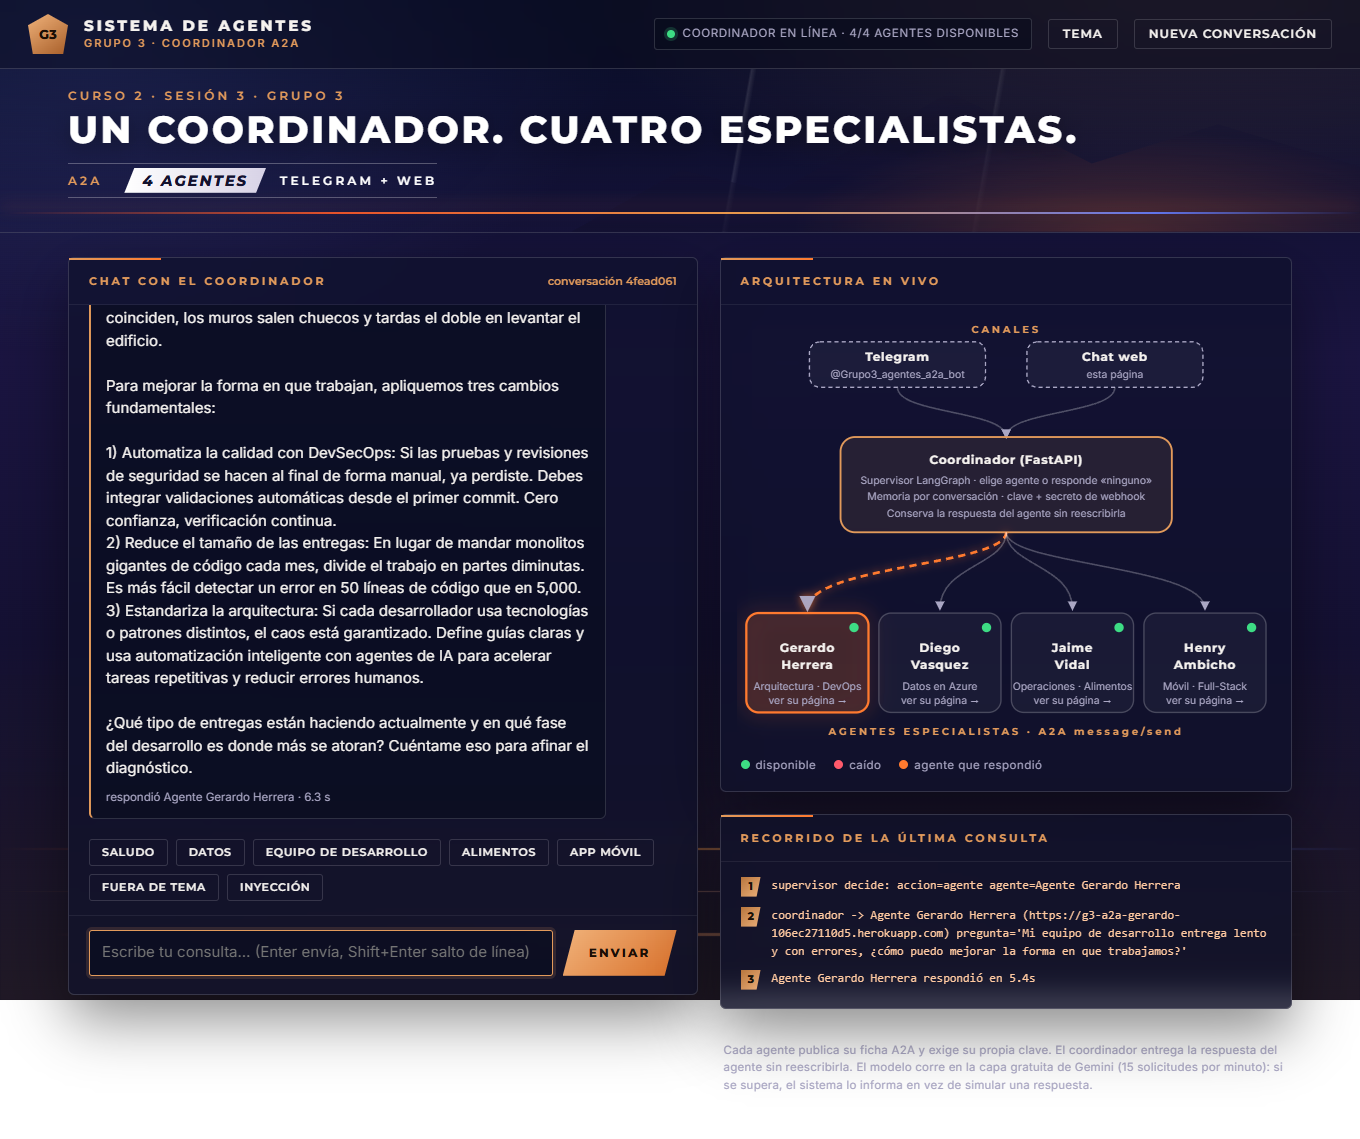 G3
SISTEMA DE AGENTES
GRUPO 3 · COORDINADOR A2A
COORDINADOR EN LÍNEA · 4/4 AGENTES DISPONIBLES
TEMA
NUEVA CONVERSACIÓN
CURSO 2 · SESIÓN 3 · GRUPO 3
UN COORDINADOR. CUATRO ESPECIALISTAS.
A2A
4 AGENTES
TELEGRAM + WEB
CHAT CON EL COORDINADOR
conversación 4fead061
coinciden, los muros salen chuecos y tardas el doble en levantar el
edificio.
Para mejorar la forma en que trabajan, apliquemos tres cambios
fundamentales:
1) Automatiza la calidad con DevSecOps: Si las pruebas y revisiones
de seguridad se hacen al final de forma manual, ya perdiste. Debes
integrar validaciones automáticas desde el primer commit. Cero
confianza, verificación continua.
2) Reduce el tamaño de las entregas: En lugar de mandar monolitos
gigantes de código cada mes, divide el trabajo en partes diminutas.
Es más fácil detectar un error en 50 líneas de código que en 5,000.
3) Estandariza la arquitectura: Si cada desarrollador usa tecnologías
o patrones distintos, el caos está garantizado. Define guías claras y
usa automatización inteligente con agentes de IA para acelerar
tareas repetitivas y reducir errores humanos.
¿Qué tipo de entregas están haciendo actualmente y en qué fase
del desarrollo es donde más se atoran? Cuéntame eso para afinar el
diagnóstico.
respondió Agente Gerardo Herrera · 6.3 s
SALUDO
DATOS
EQUIPO DE DESARROLLO
ALIMENTOS
APP MÓVIL
FUERA DE TEMA
INYECCIÓN
Escribe tu consulta... (Enter envía, Shift+Enter salto de línea)
ENVIAR
ARQUITECTURA EN VIVO
CANALES
Telegram
@Grupo3_agentes_a2a_bot
Chat web
esta página
Coordinador (FastAPI)
Supervisor LangGraph · elige agente o responde «ninguno»
Memoria por conversación · clave + secreto de webhook
Conserva la respuesta del agente sin reescribirla
Gerardo
Herrera
Arquitectura · DevOps
ver su página →
Diego
Vasquez
Datos en Azure
ver su página →
Jaime
Vidal
Operaciones · Alimentos
ver su página →
Henry
Ambicho
Móvil · Full-Stack
ver su página →
AGENTES ESPECIALISTAS · A2A message/send
disponible
caído
agente que respondió
RECORRIDO DE LA ÚLTIMA CONSULTA
1 supervisor decide: accion=agente agente=Agente Gerardo Herrera
2 coordinador -> Agente Gerardo Herrera (https://g3-a2a-gerardo-
106ec27110d5.herokuapp.com) pregunta='Mi equipo de desarrollo entrega lento
y con errores, ¿cómo puedo mejorar la forma en que trabajamos?'
3 Agente Gerardo Herrera respondió en 5.4s
Cada agente publica su ficha A2A y exige su propia clave. El coordinador entrega la respuesta del
agente sin reescribirla. El modelo corre en la capa gratuita de Gemini (15 solicitudes por minuto): si
se supera, el sistema lo informa en vez de simular una respuesta.